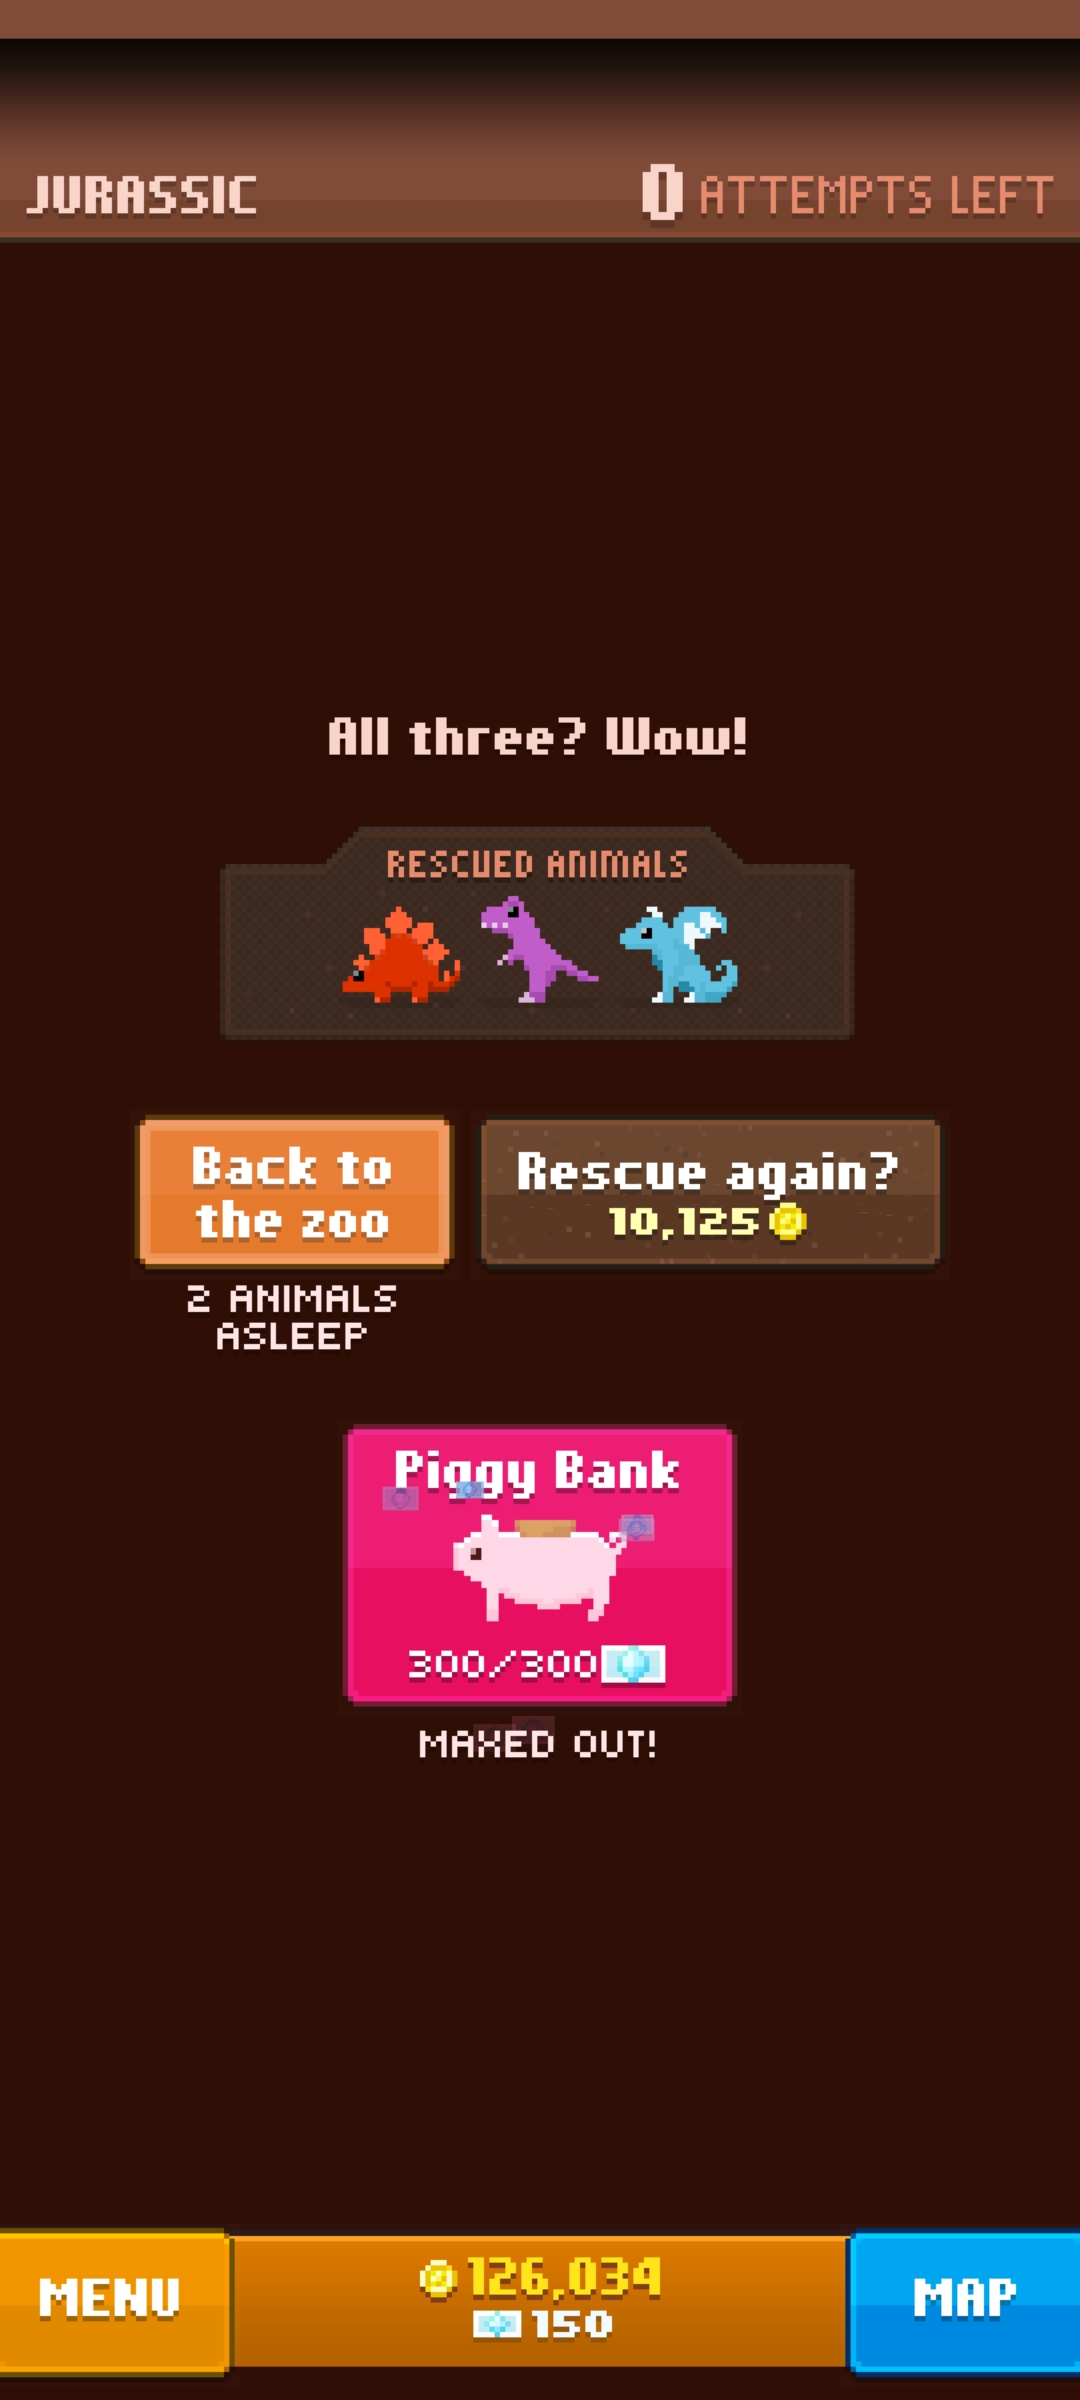 JURASSIC
0 ATTEMPTS LEFT
All three? Wow!
RESCUED ANIMALS
Back to
the zoo
Rescue again?
10,125
2 ANIMALS
ASLEEP
Piggy Bank
300/300
MAXED OUT!
MENU
126,034
150
MAP